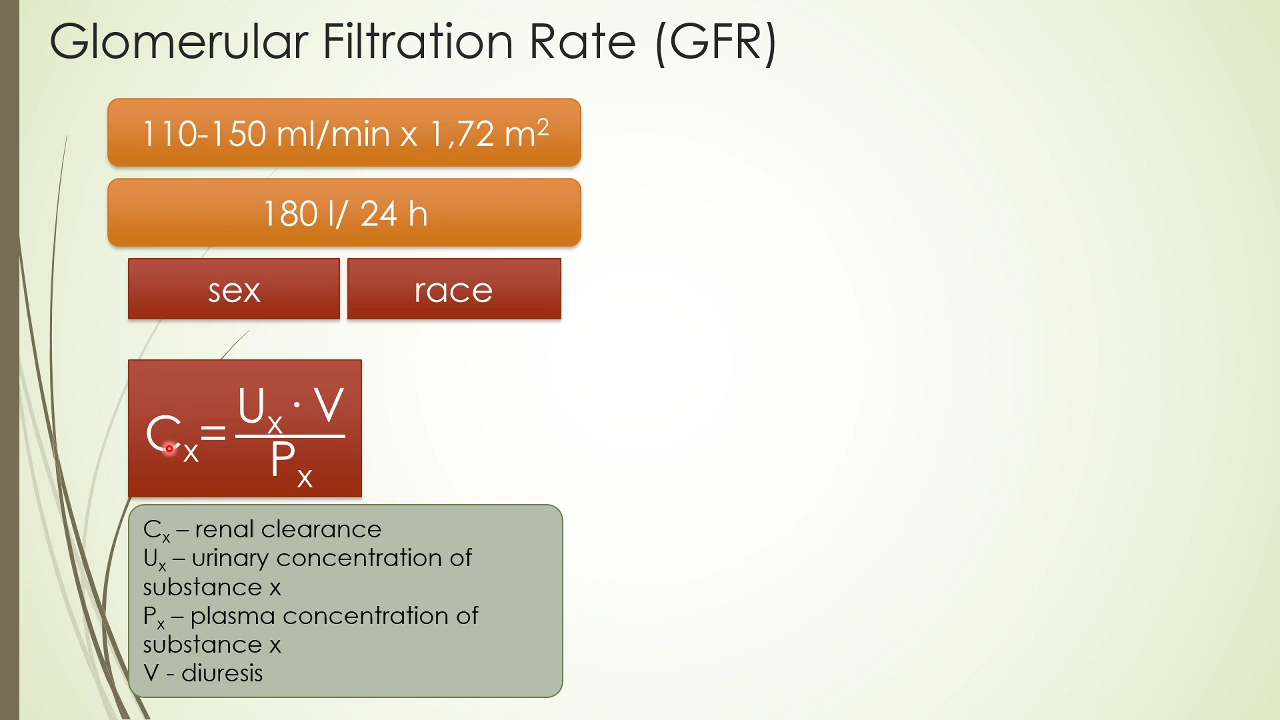 Glomerular Filtration Rate (GFR)
110-150 ml/min x 1,72 m²
180 l/ 24 h
sex
race
Cₓ= Uₓ · V
Pₓ
Cₓ – renal clearance
Uₓ – urinary concentration of
substance x
Pₓ – plasma concentration of
substance x
V - diuresis